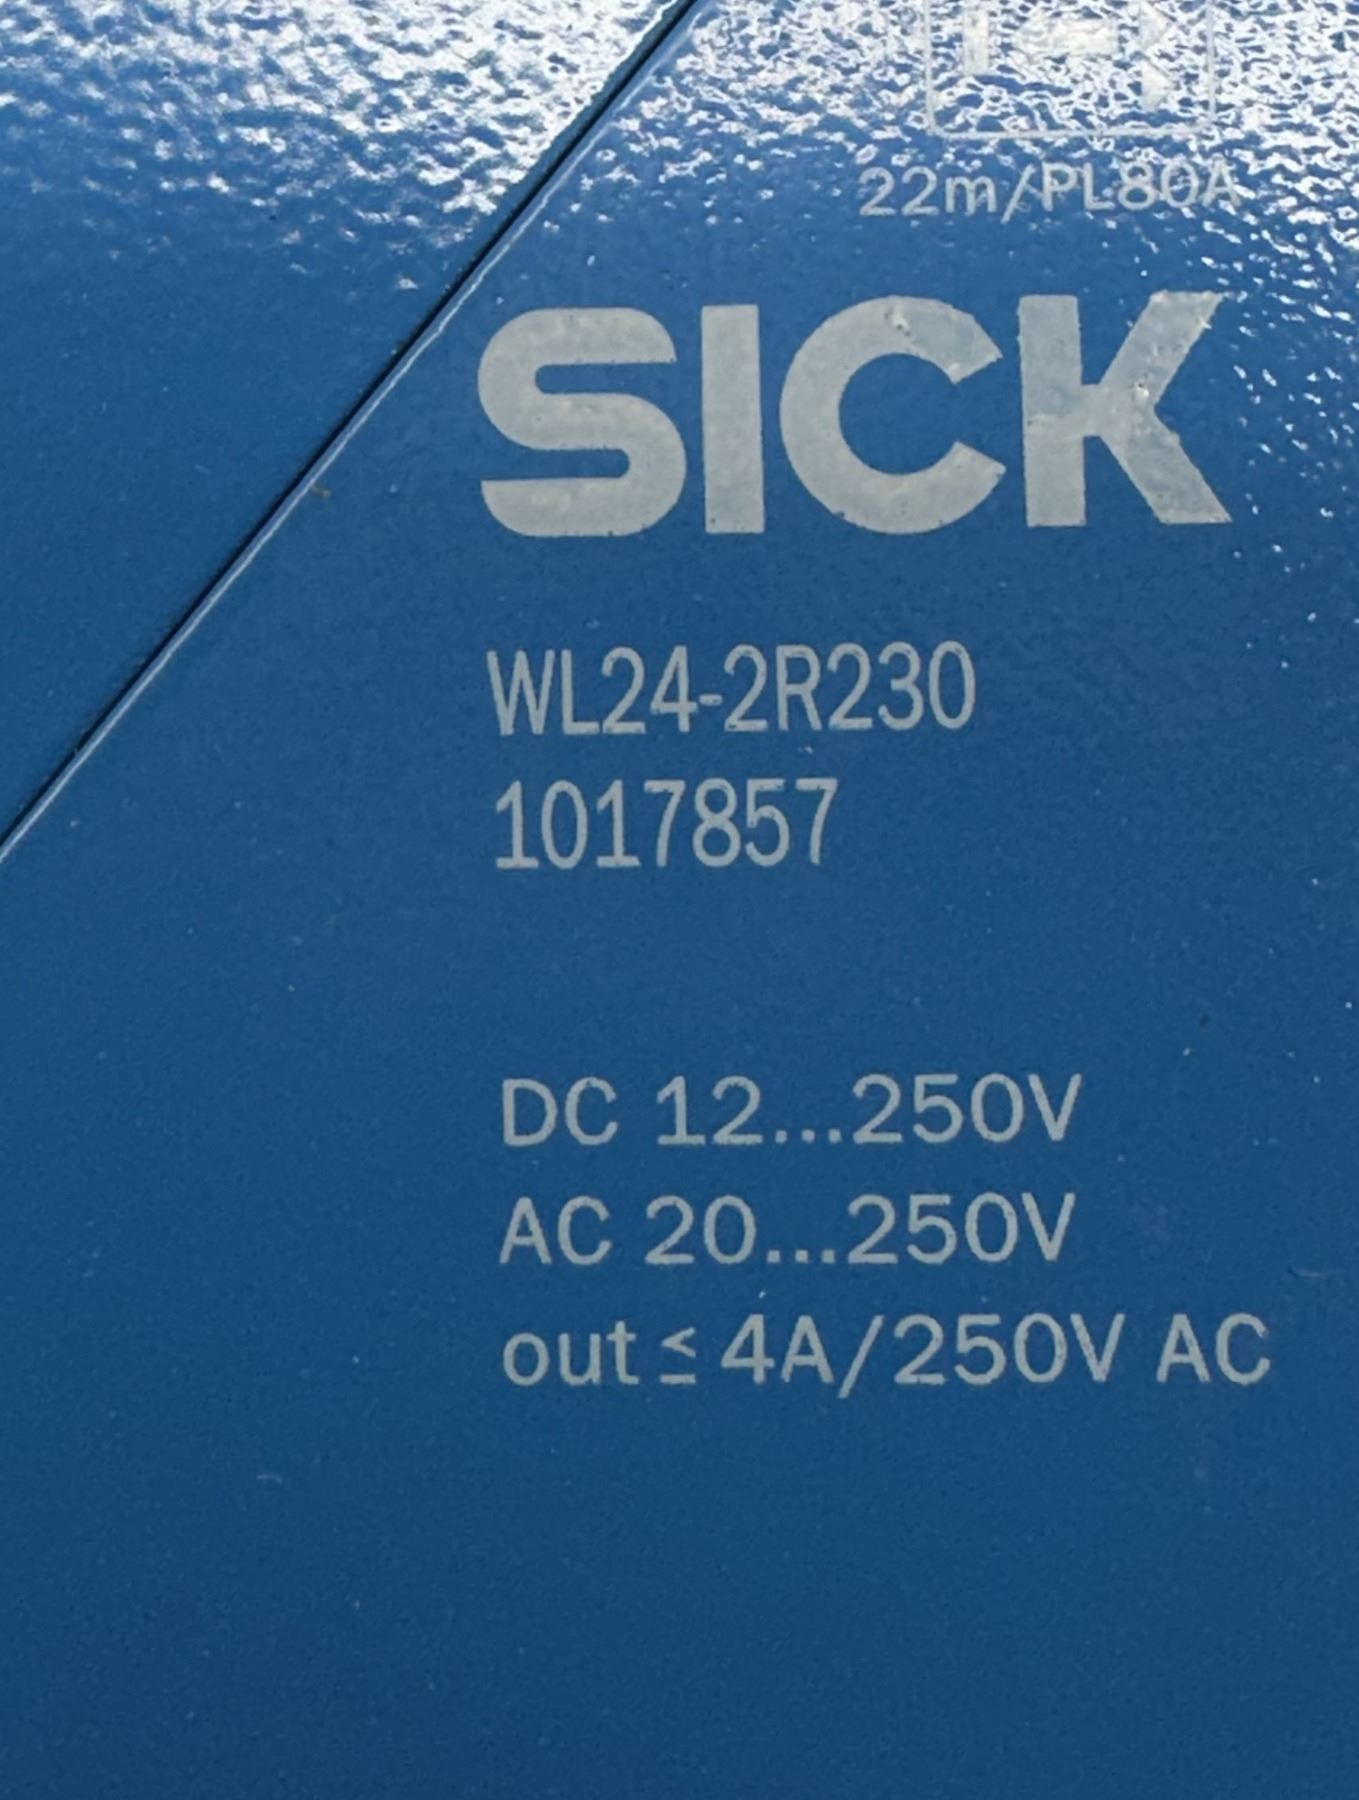 22m/PL80A
SICK
WL24-2R230
1017857
DC 12...250V
AC 20...250V
out ≤ 4A/250V AC